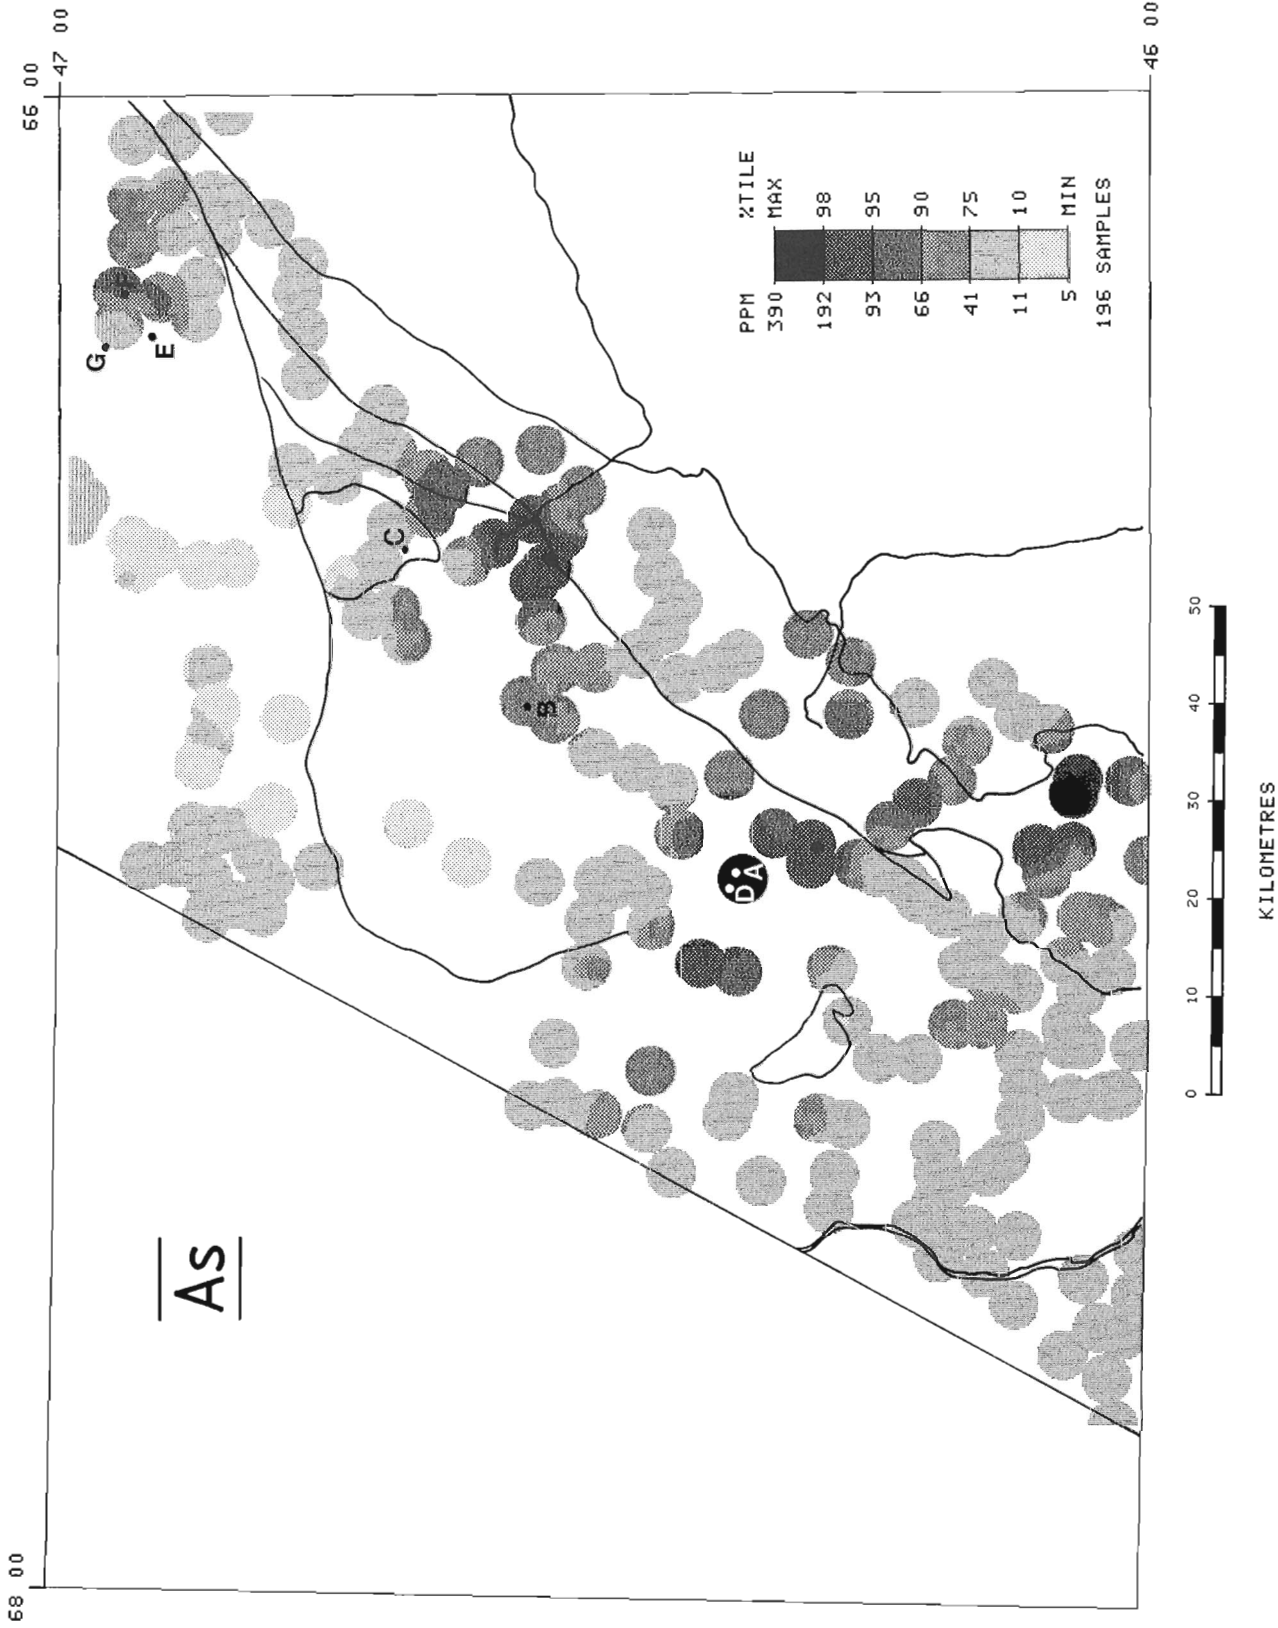 66 00
47 00
68 00
46 00
As
G
E
F
C
B
D
A
PPM %TILE
390 MAX
192 98
93 95
66 90
41 75
11 10
5 MIN
196 SAMPLES
0 10 20 30 40 50
KILOMETRES